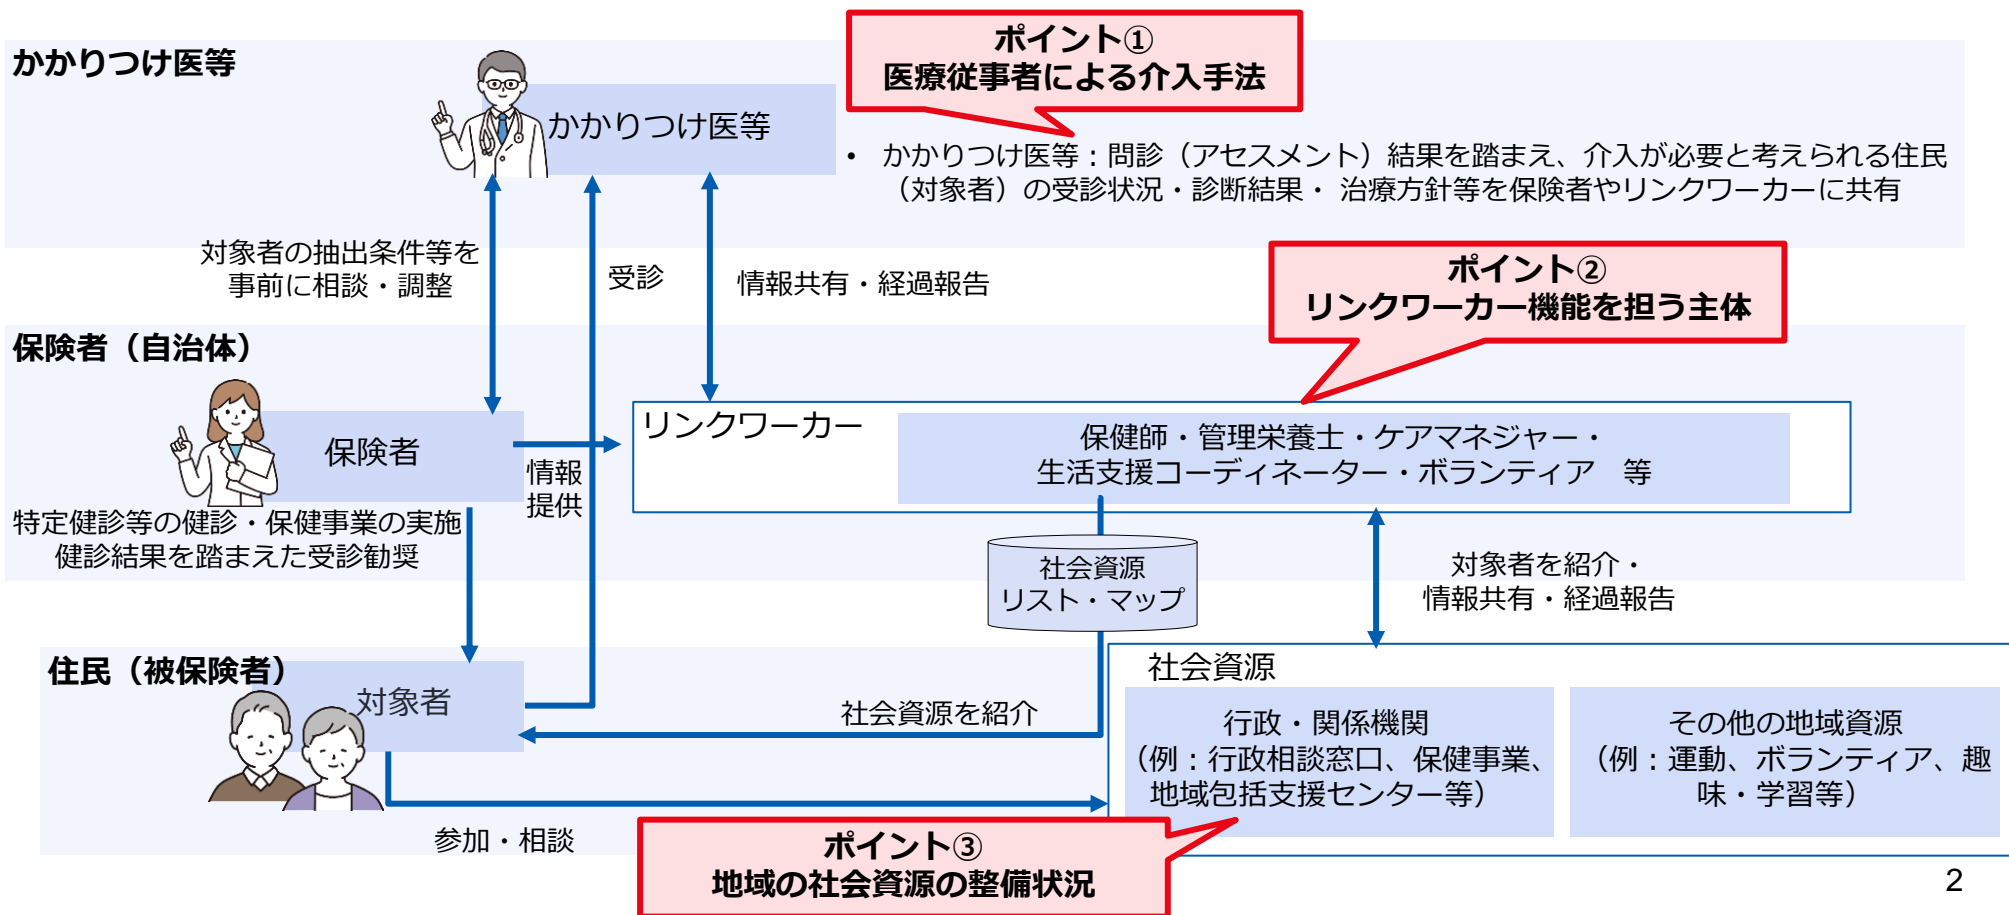 ポイント①
医療従事者による介入手法
かかりつけ医等
かかりつけ医等
• かかりつけ医等：問診（アセスメント）結果を踏まえ、介入が必要と考えられる住民
（対象者）の受診状況・診断結果・ 治療方針等を保険者やリンクワーカーに共有
対象者の抽出条件等を
事前に相談・調整
受診
情報共有・経過報告
ポイント②
リンクワーカー機能を担う主体
保険者（自治体）
保険者
情報
提供
リンクワーカー
保健師・管理栄養士・ケアマネジャー・
生活支援コーディネーター・ボランティア　等
特定健診等の健診・保健事業の実施
健診結果を踏まえた受診勧奨
社会資源
リスト・マップ
対象者を紹介・
情報共有・経過報告
住民（被保険者）
対象者
社会資源を紹介
社会資源
行政・関係機関
（例：行政相談窓口、保健事業、
地域包括支援センター等）
その他の地域資源
（例：運動、ボランティア、趣
味・学習等）
参加・相談
ポイント③
地域の社会資源の整備状況
2